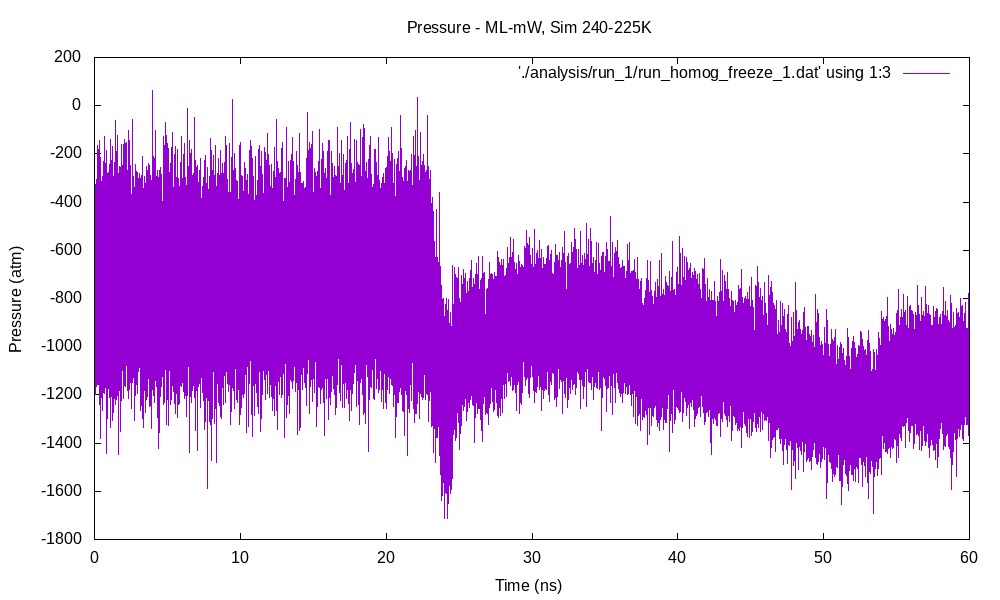 Pressure - ML-mW, Sim 240-225K
'./analysis/run_1/run_homog_freeze_1.dat' using 1:3
200
0
-200
-400
-600
-800
-1000
-1200
-1400
-1600
-1800
Pressure (atm)
0 10 20 30 40 50 60
Time (ns)